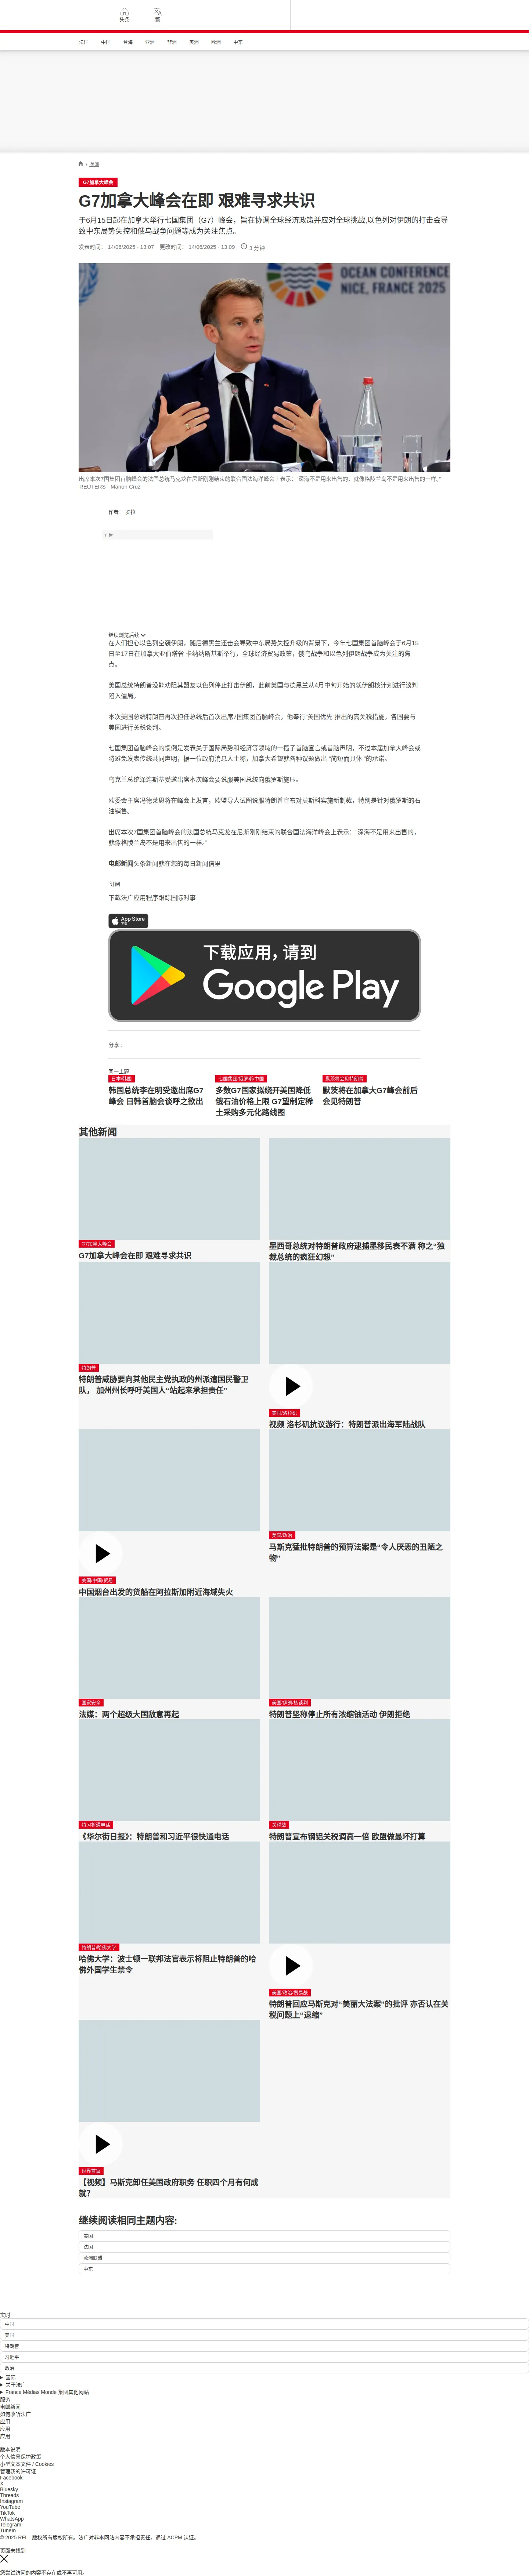 头条
繁
法国
中国
台海
亚洲
非洲
美洲
欧洲
中东
/ 美洲
G7加拿大峰会
G7加拿大峰会在即 艰难寻求共识
于6月15日起在加拿大举行七国集团（G7）峰会，旨在协调全球经济政策并应对全球挑战,以色列对伊朗的打击会导
致中东局势失控和俄乌战争问题等成为关注焦点。
发表时间： 14/06/2025 - 13:07 更改时间： 14/06/2025 - 13:09 3 分钟
OCEAN CONFERENCE
NICE, FRANCE 2025
出席本次7国集团首脑峰会的法国总统马克龙在尼斯刚刚结束的联合国法海洋峰会上表示：“深海不是用来出售的，就像格陵兰岛不是用来出售的一样。”
REUTERS - Manon Cruz
作者： 罗拉
广告
继续浏览后续
在人们担心以色列空袭伊朗，随后德黑兰还击会导致中东局势失控升级的背景下，今年七国集团首脑峰会于6月15
日至17日在加拿大亚伯塔省 卡纳纳斯基斯举行，全球经济贸易政策，俄乌战争和以色列伊朗战争成为关注的焦
点。
美国总统特朗普没能劝阻其盟友以色列停止打击伊朗，此前美国与德黑兰从4月中旬开始的就伊朗核计划进行谈判
陷入僵局。
本次美国总统特朗普再次担任总统后首次出席7国集团首脑峰会，他奉行“美国优先”推出的高关税措施，各国要与
美国进行关税谈判。
七国集团首脑峰会的惯例是发表关于国际局势和经济等领域的一揽子首脑宣言或首脑声明，不过本届加拿大峰会或
将避免发表传统共同声明，据一位政府消息人士称，加拿大希望就各种议题做出 “简短而具体 ”的承诺。
乌克兰总统泽连斯基受邀出席本次峰会要说服美国总统向俄罗斯施压。
欧委会主席冯德莱恩将在峰会上发言，欧盟导人试图说服特朗普宣布对莫斯科实施新制裁，特别是针对俄罗斯的石
油销售。
出席本次7国集团首脑峰会的法国总统马克龙在尼斯刚刚结束的联合国法海洋峰会上表示：“深海不是用来出售的，
就像格陵兰岛不是用来出售的一样。”
电邮新闻头条新闻就在您的每日新闻信里
订阅
下载法广应用程序跟踪国际时事
App Store
下载
下载应用，请到
Google Play
分享 :
同一主题
日本/韩国
韩国总统李在明受邀出席G7
峰会 日韩首脑会谈呼之欲出
七国集团/俄罗斯/中国
多数G7国家拟绕开美国降低
俄石油价格上限 G7望制定稀
土采购多元化路线图
默茨将会见特朗普
默茨将在加拿大G7峰会前后
会见特朗普
其他新闻
G7加拿大峰会
G7加拿大峰会在即 艰难寻求共识
墨西哥总统对特朗普政府逮捕墨移民表不满 称之“独
裁总统的疯狂幻想”
特朗普
特朗普威胁要向其他民主党执政的州派遣国民警卫
队， 加州州长呼吁美国人“站起来承担责任”
美国/洛杉矶
视频 洛杉矶抗议游行：特朗普派出海军陆战队
美国/中国/贸易
中国烟台出发的货船在阿拉斯加附近海域失火
美国/政治
马斯克猛批特朗普的预算法案是“令人厌恶的丑陋之
物”
国家安全
法媒：两个超级大国敌意再起
美国/伊朗/核谈判
特朗普坚称停止所有浓缩铀活动 伊朗拒绝
特习将通电话
《华尔街日报》：特朗普和习近平很快通电话
关税战
特朗普宣布钢铝关税调高一倍 欧盟做最坏打算
特朗普/哈佛大学
哈佛大学：波士顿一联邦法官表示将阻止特朗普的哈
佛外国学生禁令
美国/政治/贸易战
特朗普回应马斯克对“美丽大法案”的批评 亦否认在关
税问题上“退缩”
世界首富
【视频】马斯克卸任美国政府职务 任职四个月有何成
就？
继续阅读相同主题内容:
美国
法国
欧洲联盟
中东
实时
中国
美国
特朗普
习近平
政治
国际
关于法广
France Médias Monde 集团其他网站
服务
电邮新闻
如何收听法广
应用
应用
应用
版本说明
个人信息保护政策
小型文本文件 / Cookies
管理我的许可证
Facebook
X
Bluesky
Threads
Instagram
YouTube
TikTok
WhatsApp
Telegram
TuneIn
© 2025 RFI – 版权所有版权所有。法广对非本网站内容不承担责任。通过 ACPM 认证。
页面未找到
您尝试访问的内容不存在或不再可用。